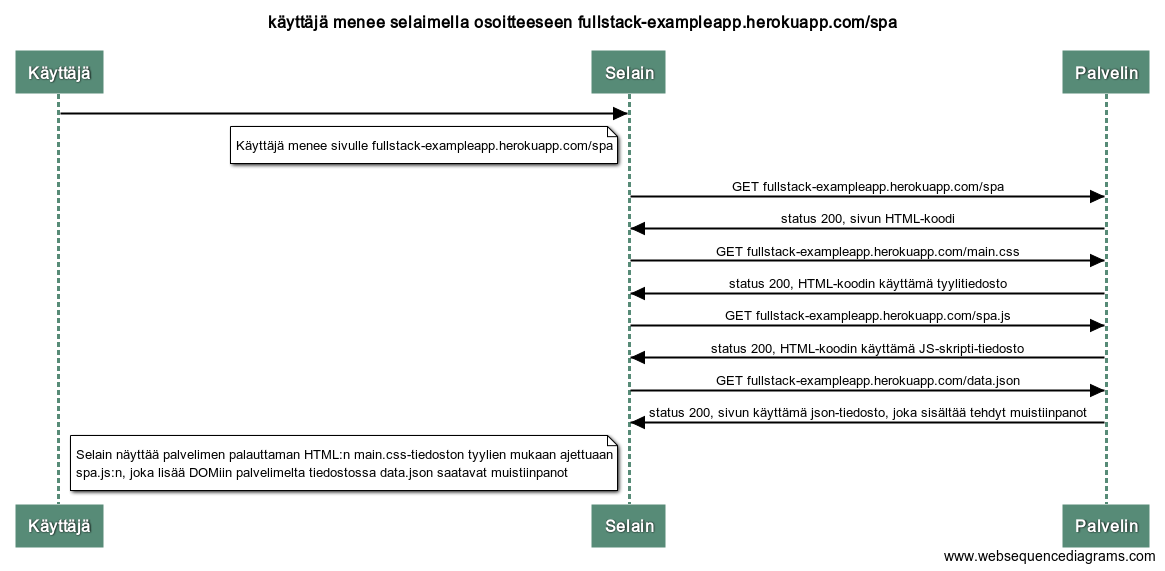 käyttäjä menee selaimella osoitteeseen fullstack-exampleapp.herokuapp.com/spa
Käyttäjä
Selain
Palvelin
Käyttäjä menee sivulle fullstack-exampleapp.herokuapp.com/spa
GET fullstack-exampleapp.herokuapp.com/spa
status 200, sivun HTML-koodi
GET fullstack-exampleapp.herokuapp.com/main.css
status 200, HTML-koodin käyttämä tyylitiedosto
GET fullstack-exampleapp.herokuapp.com/spa.js
status 200, HTML-koodin käyttämä JS-skripti-tiedosto
GET fullstack-exampleapp.herokuapp.com/data.json
status 200, sivun käyttämä json-tiedosto, joka sisältää tehdyt muistiinpanot
Selain näyttää palvelimen palauttaman HTML:n main.css-tiedoston tyylien mukaan ajettuaan
spa.js:n, joka lisää DOMiin palvelimelta tiedostossa data.json saatavat muistiinpanot
Käyttäjä
Selain
Palvelin
www.websequencediagrams.com